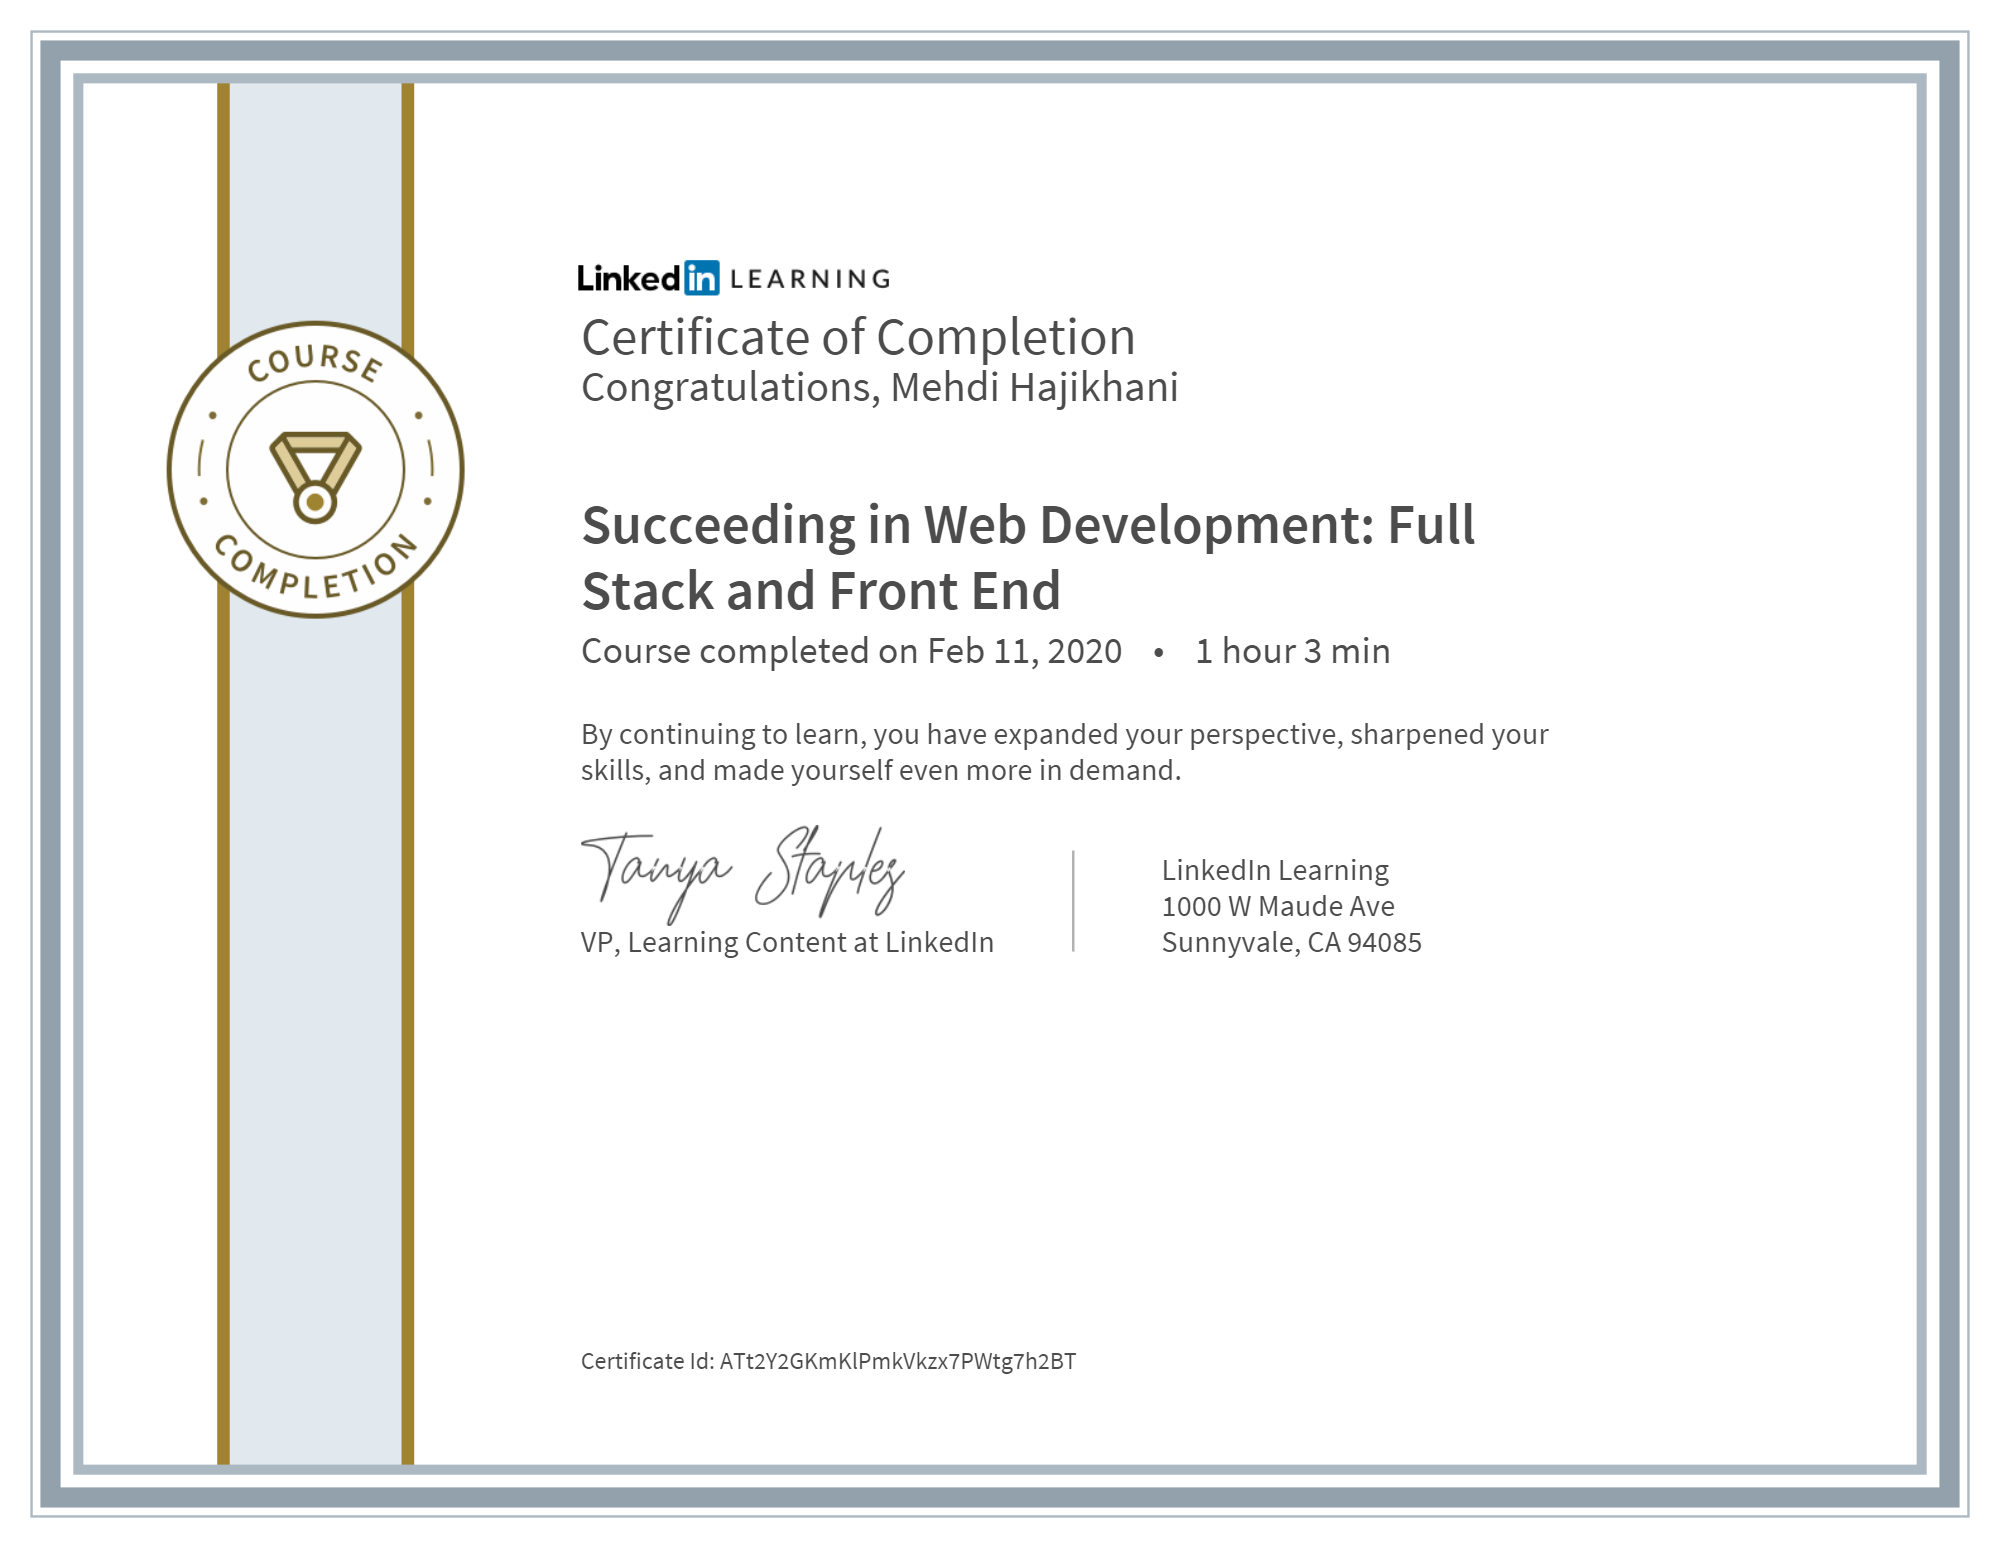 COURSE
COMPLETION
Linked in LEARNING
Certificate of Completion
Congratulations, Mehdi Hajikhani
Succeeding in Web Development: Full
Stack and Front End
Course completed on Feb 11, 2020 • 1 hour 3 min
By continuing to learn, you have expanded your perspective, sharpened your
skills, and made yourself even more in demand.
Tanya Staples
VP, Learning Content at LinkedIn
LinkedIn Learning
1000 W Maude Ave
Sunnyvale, CA 94085
Certificate Id: ATt2Y2GKmKlPmkVkzx7PWtg7h2BT